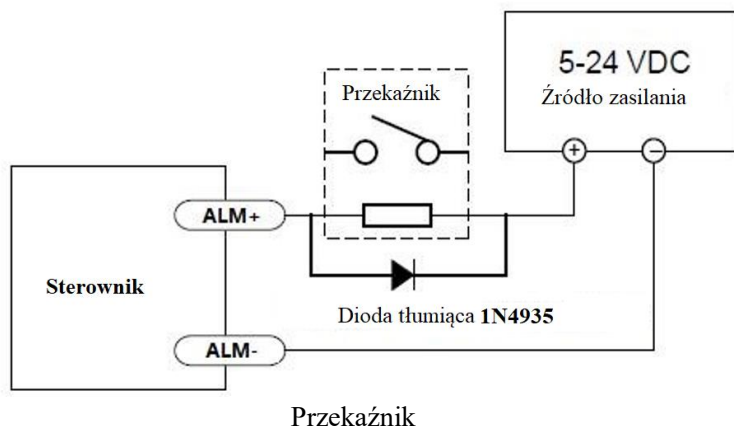 5-24 VDC
Źródło zasilania
+
−
Przekaźnik
ALM+
Sterownik
Dioda tłumiąca 1N4935
ALM-
Przekaźnik